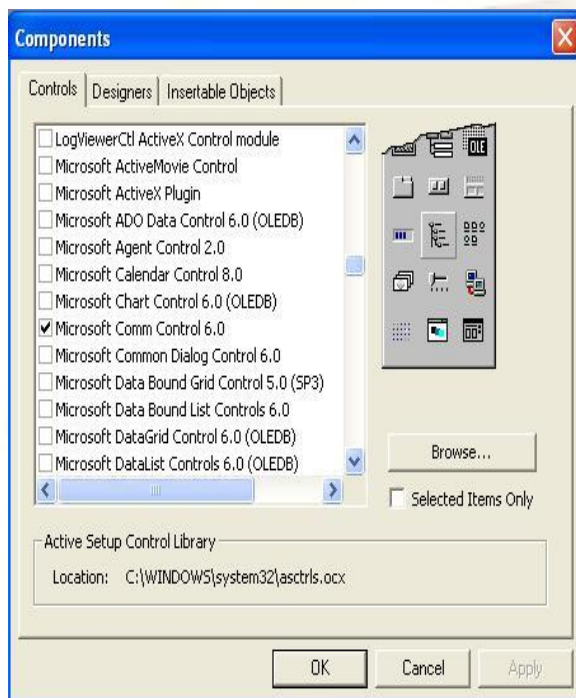 Components
Controls
Designers
Insertable Objects
LogViewerCtl ActiveX Control module
Microsoft ActiveMovie Control
Microsoft ActiveX Plugin
Microsoft ADO Data Control 6.0 (OLEDB)
Microsoft Agent Control 2.0
Microsoft Calendar Control 8.0
Microsoft Chart Control 6.0 (OLEDB)
Microsoft Comm Control 6.0
Microsoft Common Dialog Control 6.0
Microsoft Data Bound Grid Control 5.0 (SP3)
Microsoft Data Bound List Controls 6.0
Microsoft DataGrid Control 6.0 (OLEDB)
Microsoft DataList Controls 6.0 (OLEDB)
OLE
Browse...
Selected Items Only
Active Setup Control Library
Location: C:\WINDOWS\system32\asctrls.ocx
OK
Cancel
Apply